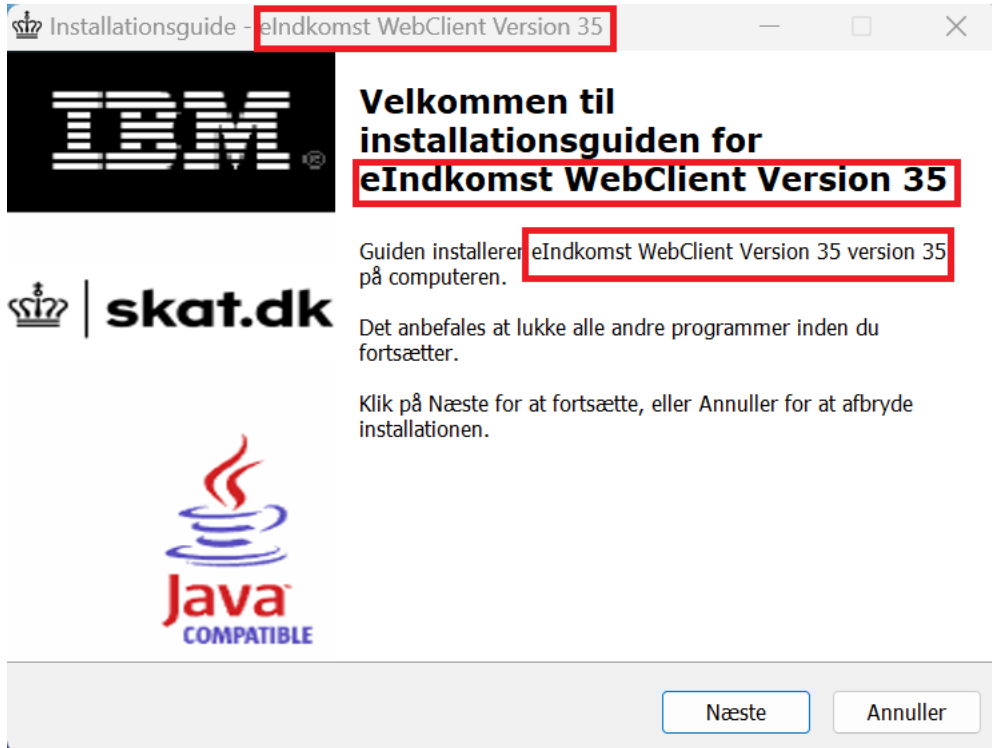 Installationsguide - eIndkomst WebClient Version 35
IBM®
Velkommen til
installationsguiden for
eIndkomst WebClient Version 35
Guiden installerer eIndkomst WebClient Version 35 version 35
på computeren.
skat.dk
Det anbefales at lukke alle andre programmer inden du
fortsætter.
Klik på Næste for at fortsætte, eller Annuller for at afbryde
installationen.
Java
COMPATIBLE
Næste
Annuller